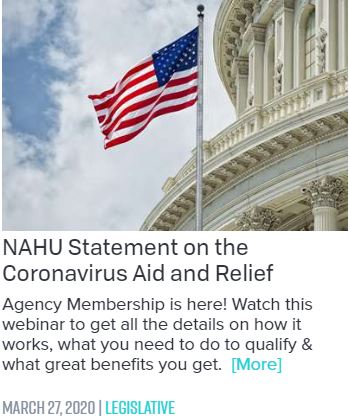 NAHU Statement on the
Coronavirus Aid and Relief
Agency Membership is here! Watch this
webinar to get all the details on how it
works, what you need to do to qualify &
what great benefits you get. [More]
MARCH 27, 2020 | LEGISLATIVE